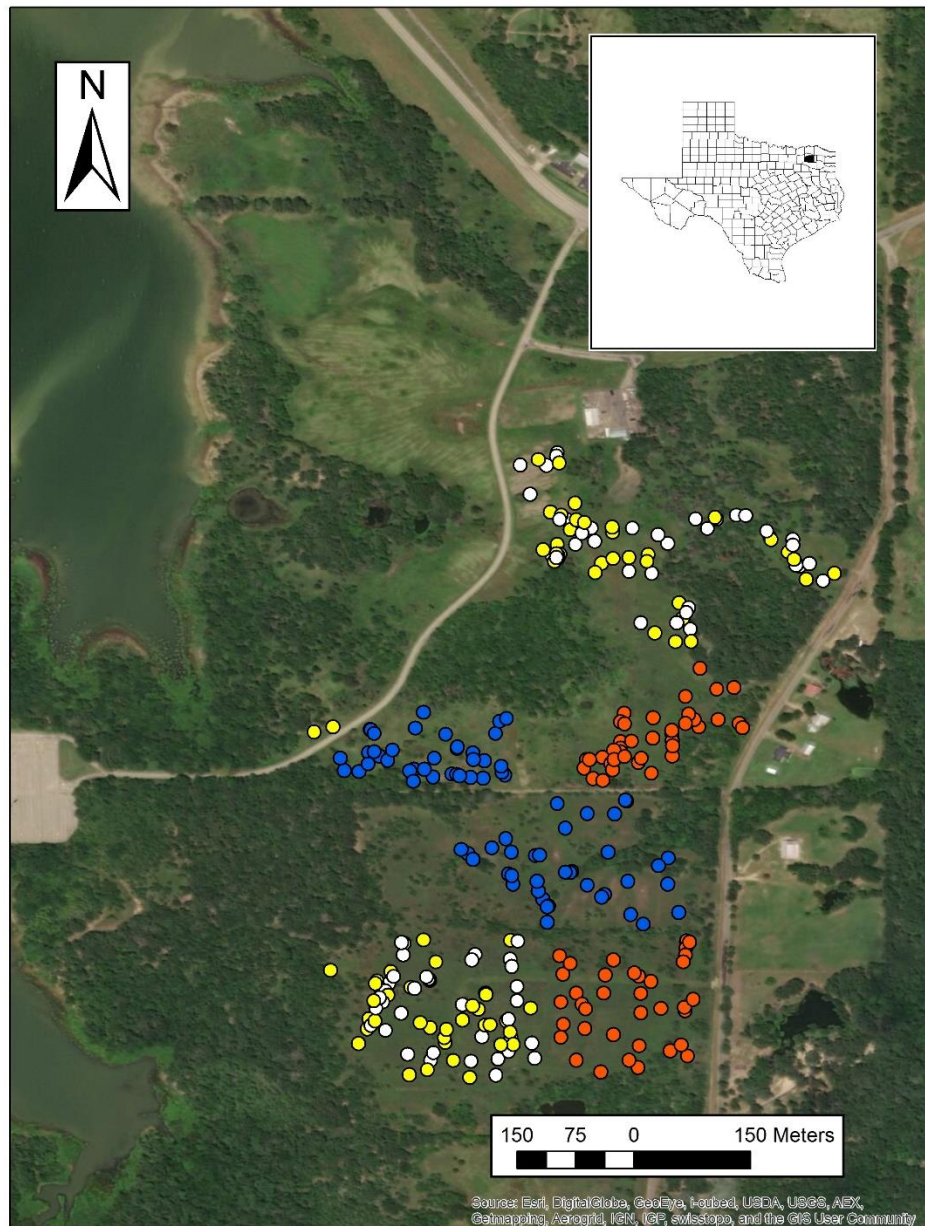 N
150 75 0 150 Meters
Source: Esri, DigitalGlobe, GeoEye, i-cubed, USDA, USGS, AEX,
Getmapping, Aerogrid, IGN, IGP, swisstopo, and the GIS User Community